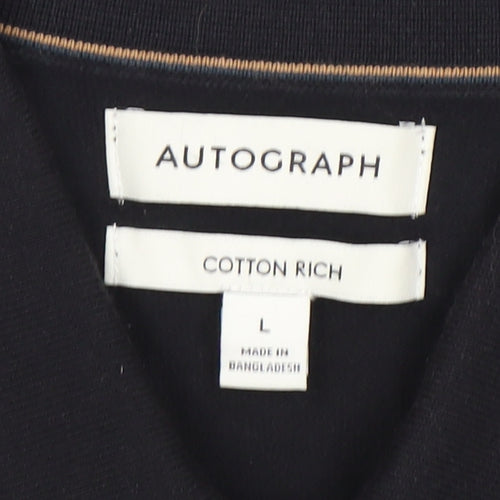 AUTOGRAPH
COTTON RICH
L
MADE IN
BANGLADESH